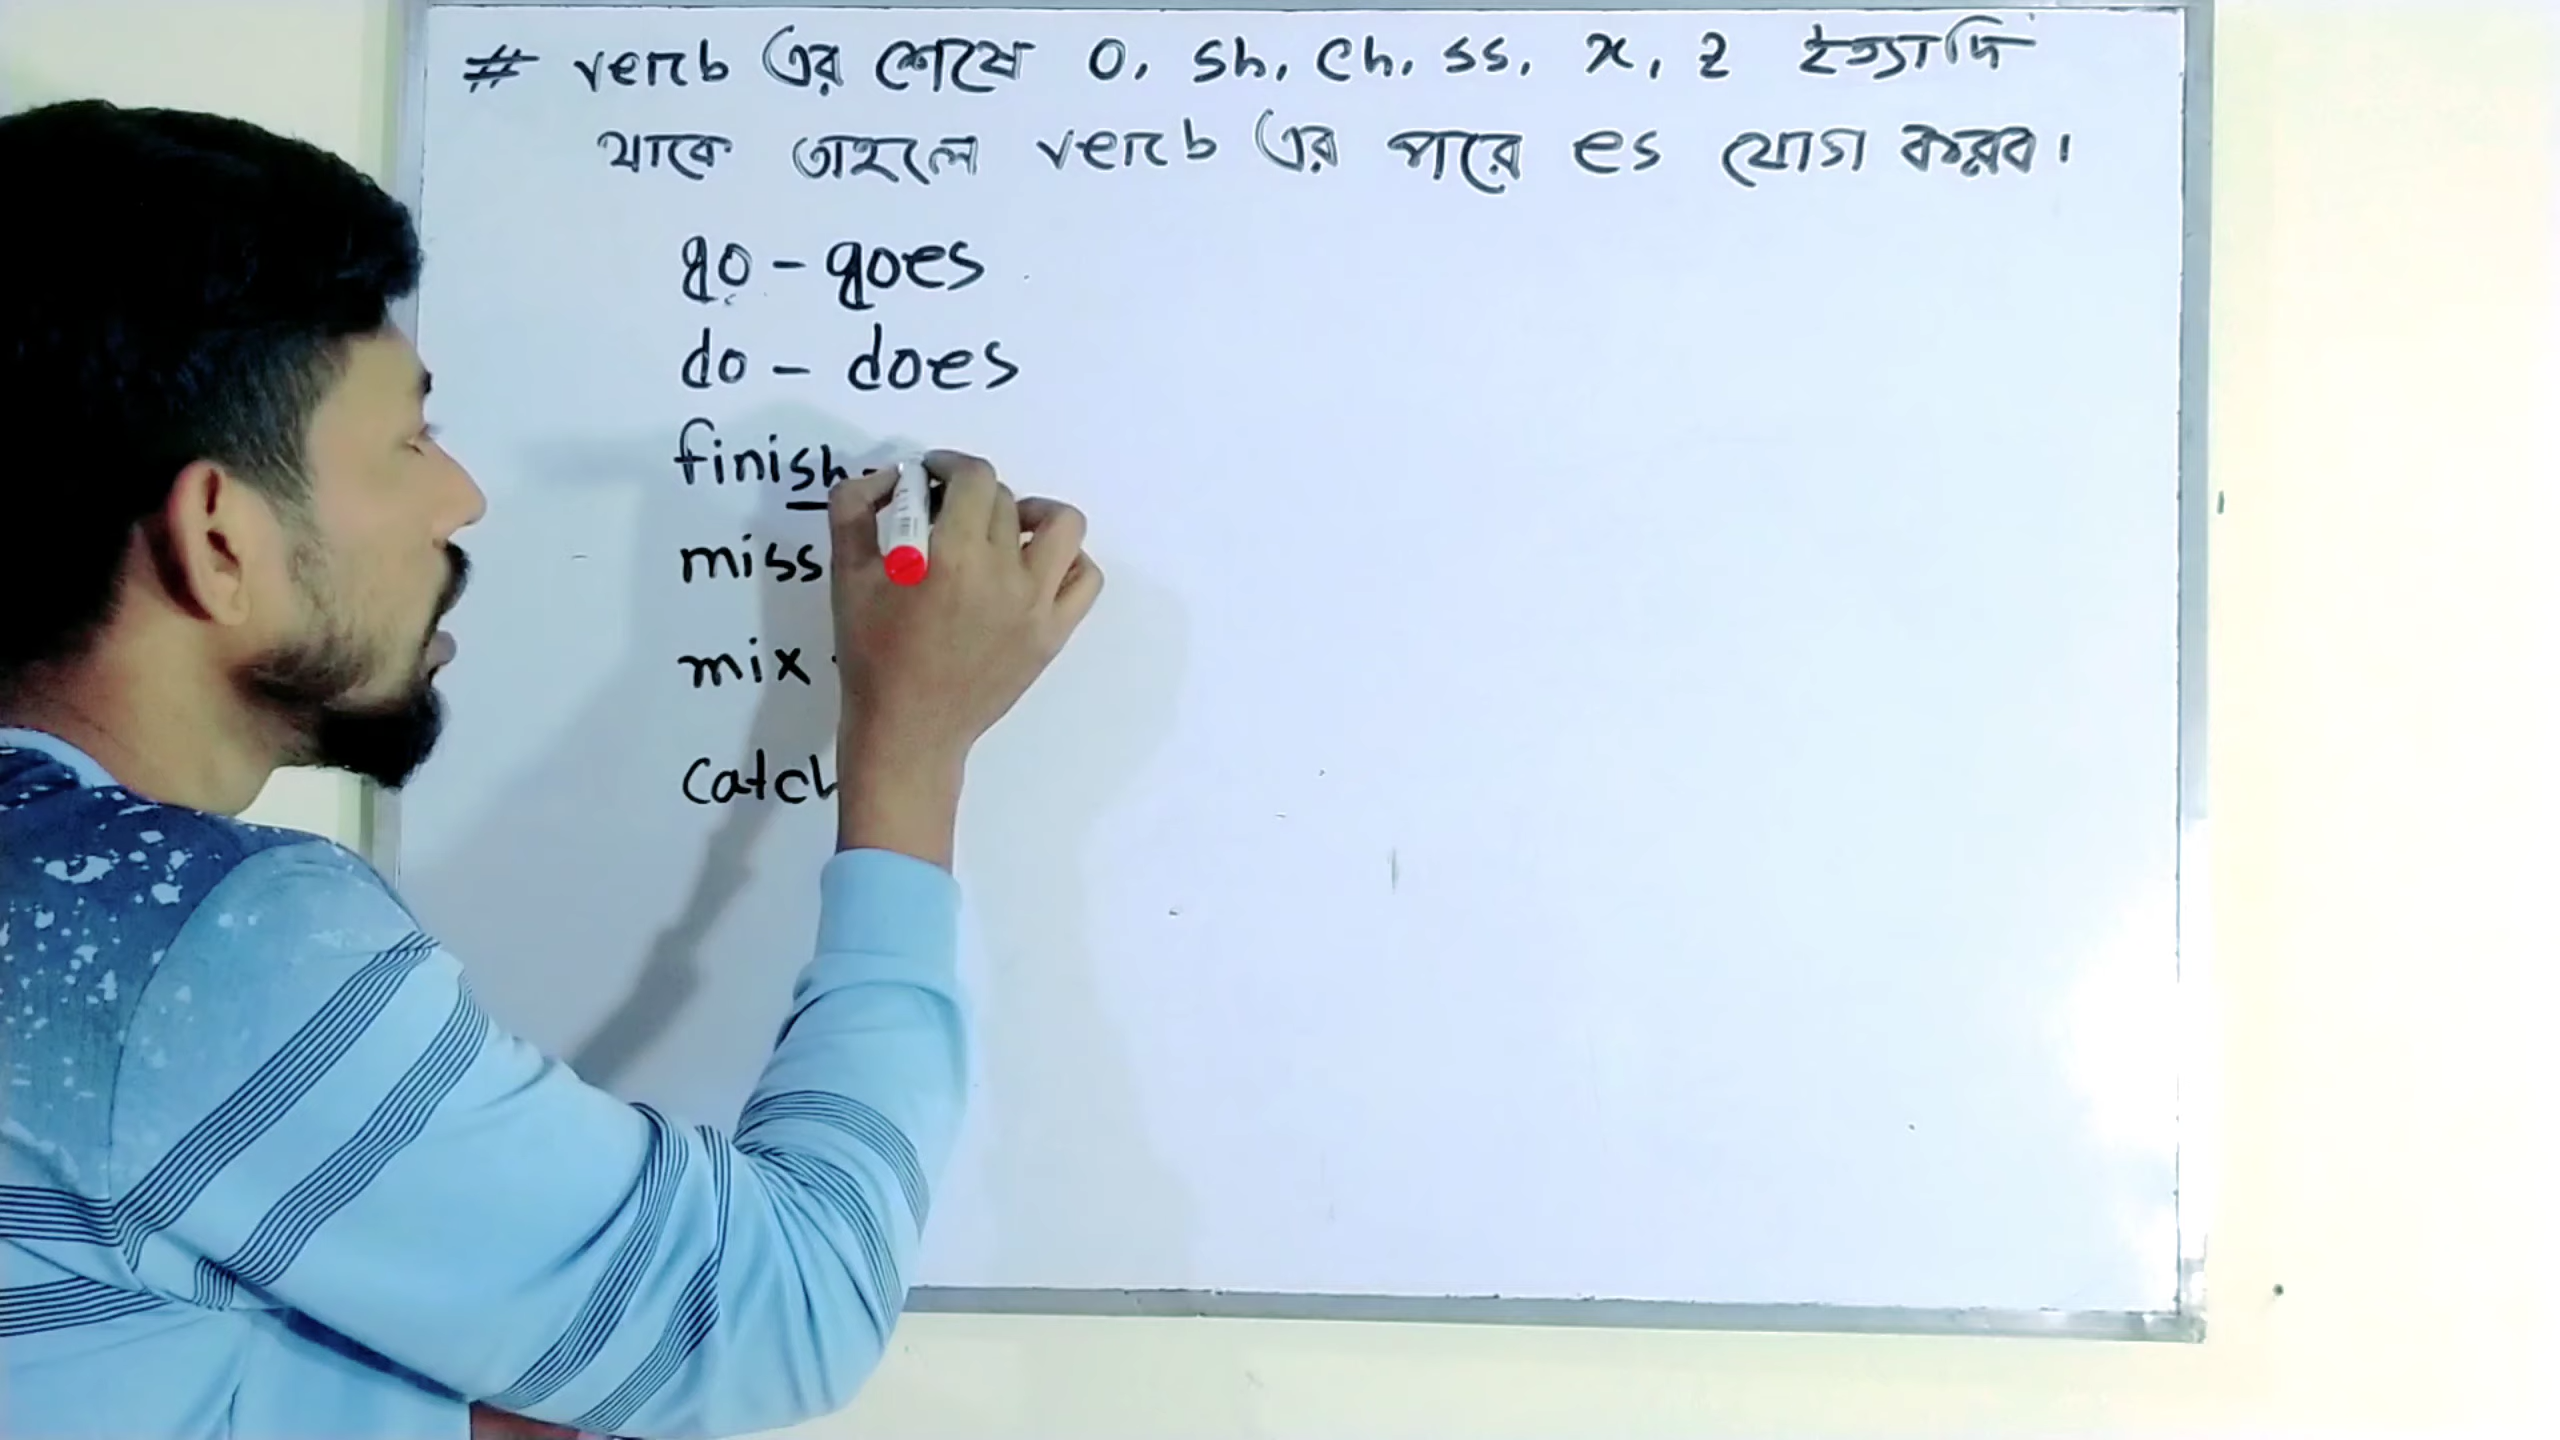 # verb এর শেষে o, sh, ch, ss, x, z ইত্যাদি
থাকে তাহলে verb এর পরে es যোগ করব।
go - goes
do - does
finish -
miss
mix -
catch